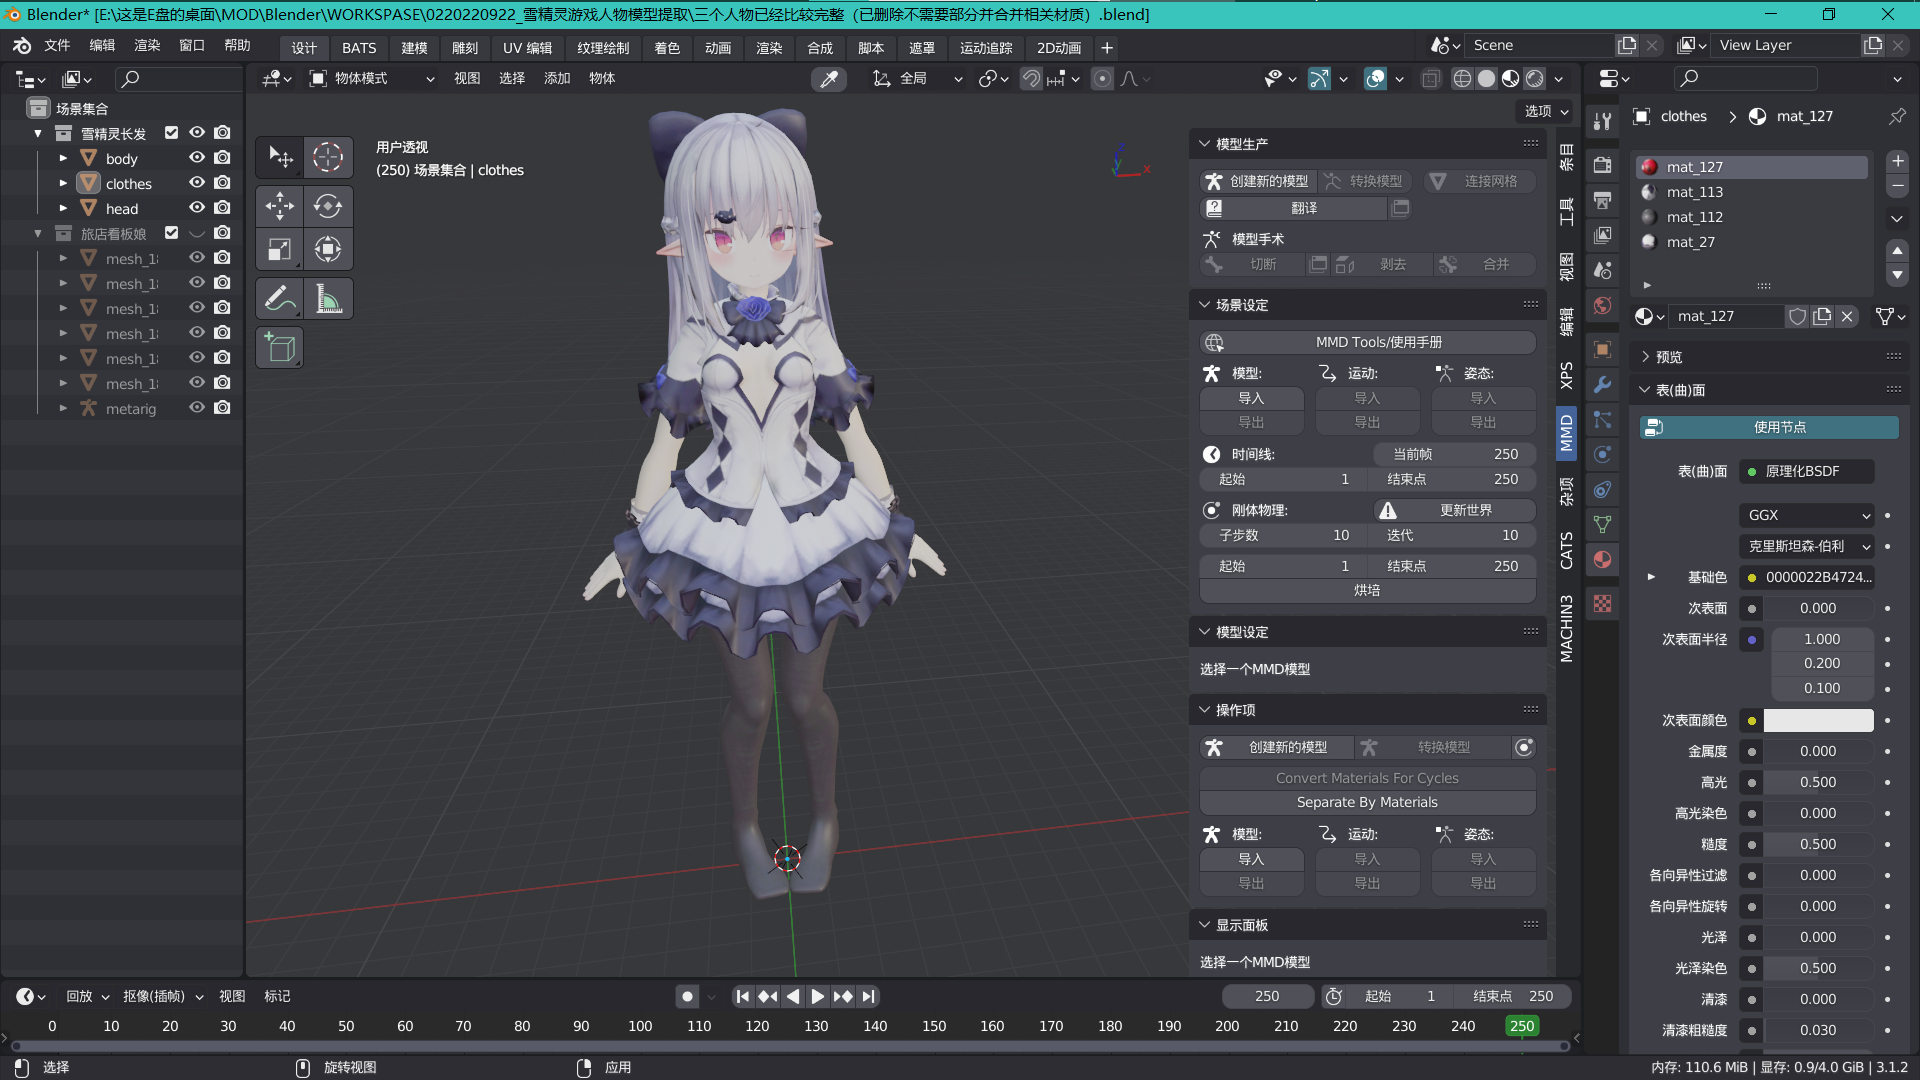 Blender* [E:\这是E盘的桌面\MOD\Blender\WORKSPASE\0220220922_雪精灵游戏人物模型提取\三个人物已经比较完整（已删除不需要部分并合并相关材质）.blend]
文件 编辑 渲染 窗口 帮助 设计 BATS 建模 雕刻 UV 编辑 纹理绘制 着色 动画 渲染 合成 脚本 遮罩 运动追踪 2D动画 + Scene View Layer
物体模式 视图 选择 添加 物体 全局
选项
场景集合
雪精灵长发
body
clothes
head
旅店看板娘
mesh_18
mesh_18
mesh_18
mesh_18
mesh_18
mesh_18
metarig
用户透视
(250) 场景集合 | clothes
Z
Y
X
模型生产
创建新的模型 转换模型 连接网格
翻译
模型手术
切断 剥去 合并
场景设定
MMD Tools/使用手册
模型: 运动: 姿态:
导入 导入 导入
导出 导出 导出
时间线: 当前帧 250
起始 1 结束点 250
刚体物理: 更新世界
子步数 10 迭代 10
起始 1 结束点 250
烘培
模型设定
选择一个MMD模型
操作项
创建新的模型 转换模型
Convert Materials For Cycles
Separate By Materials
模型: 运动: 姿态:
导入 导入 导入
导出 导出 导出
显示面板
选择一个MMD模型
条目
工具
视图
编辑
XPS
MMD
杂项
CATS
MACHIN3
clothes > mat_127
mat_127
mat_113
mat_112
mat_27
mat_127
预览
表(曲)面
使用节点
表(曲)面 原理化BSDF
GGX
克里斯坦森-伯利
基础色 0000022B4724...
次表面 0.000
次表面半径 1.000
0.200
0.100
次表面颜色
金属度 0.000
高光 0.500
高光染色 0.000
糙度 0.500
各向异性过滤 0.000
各向异性旋转 0.000
光泽 0.000
光泽染色 0.500
清漆 0.000
清漆粗糙度 0.030
回放 抠像(插帧) 视图 标记 250 起始 1 结束点 250
0 10 20 30 40 50 60 70 80 90 100 110 120 130 140 150 160 170 180 190 200 210 220 230 240 250
选择 旋转视图 应用 内存: 110.6 MiB | 显存: 0.9/4.0 GiB | 3.1.2